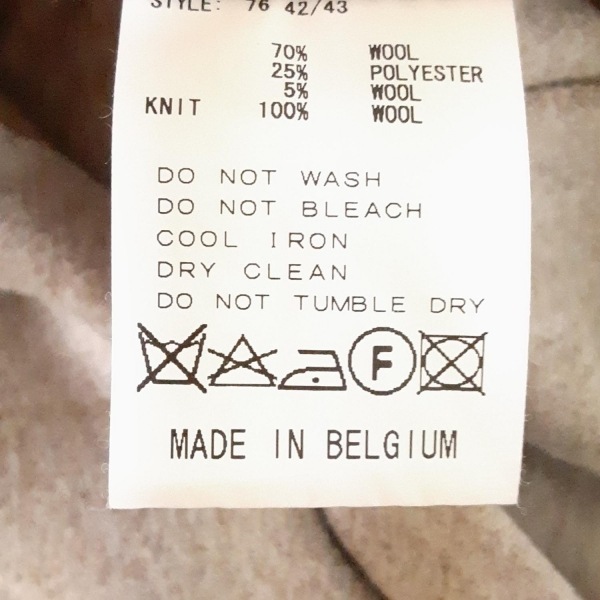 STYLE: 76 42/43
70% WOOL
25% POLYESTER
5% WOOL
KNIT 100% WOOL
DO NOT WASH
DO NOT BLEACH
COOL IRON
DRY CLEAN
DO NOT TUMBLE DRY
F
MADE IN BELGIUM